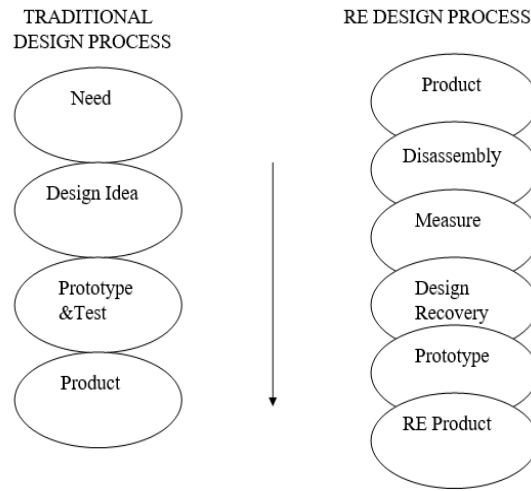 TRADITIONAL
DESIGN PROCESS
Need
Design Idea
Prototype
&Test
Product
RE DESIGN PROCESS
Product
Disassembly
Measure
Design
Recovery
Prototype
RE Product